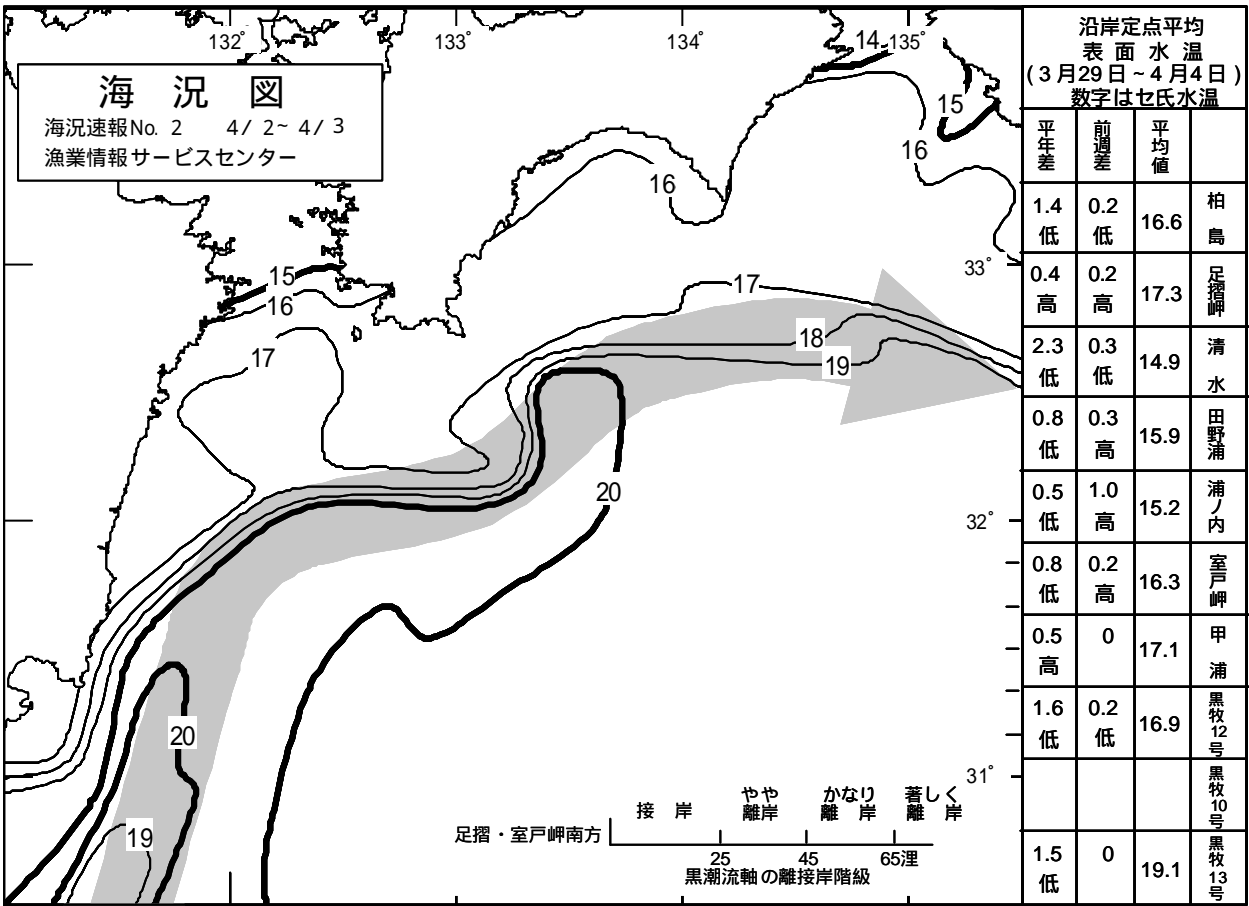 海況図
海況速報No. 2 4/2~4/3
漁業情報サービスセンター
132°
133°
134°
135°
14
15
16
16
15
16
17
17
18
19
20
20
19
33°
32°
31°
接岸 やや離岸 かなり離岸 著しく離岸
足摺・室戸岬南方
25 45 65浬
黒潮流軸の離接岸階級
沿岸定点平均
表面水温
(3月29日~4月4日)
数字はセ氏水温
平年差 前週差 平均値
1.4低 0.2低 16.6 柏島
0.4高 0.2高 17.3 足摺岬
2.3低 0.3低 14.9 清水
0.8低 0.3高 15.9 田野浦
0.5低 1.0高 15.2 浦ノ内
0.8低 0.2高 16.3 室戸岬
0.5高 0 17.1 甲浦
1.6低 0.2低 16.9 黒牧12号
黒牧10号
1.5低 0 19.1 黒牧13号